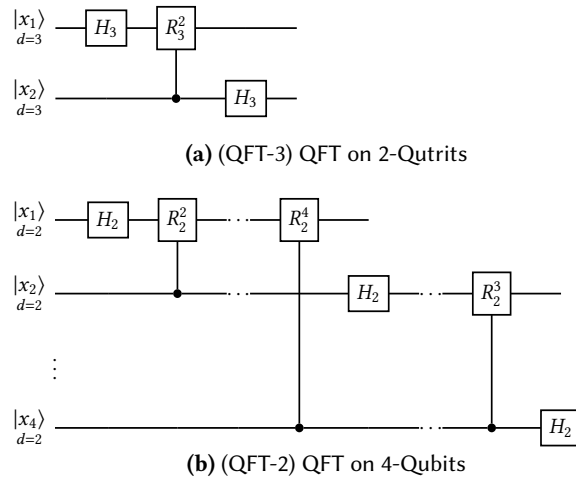 |x₁⟩ H₃ R₃²
d=3
|x₂⟩ H₃
d=3
(a) (QFT-3) QFT on 2-Qutrits
|x₁⟩ H₂ R₂² ··· R₂⁴
d=2
|x₂⟩ ··· H₂ ··· R₂³
d=2
⋮
|x₄⟩ ··· H₂
d=2
(b) (QFT-2) QFT on 4-Qubits